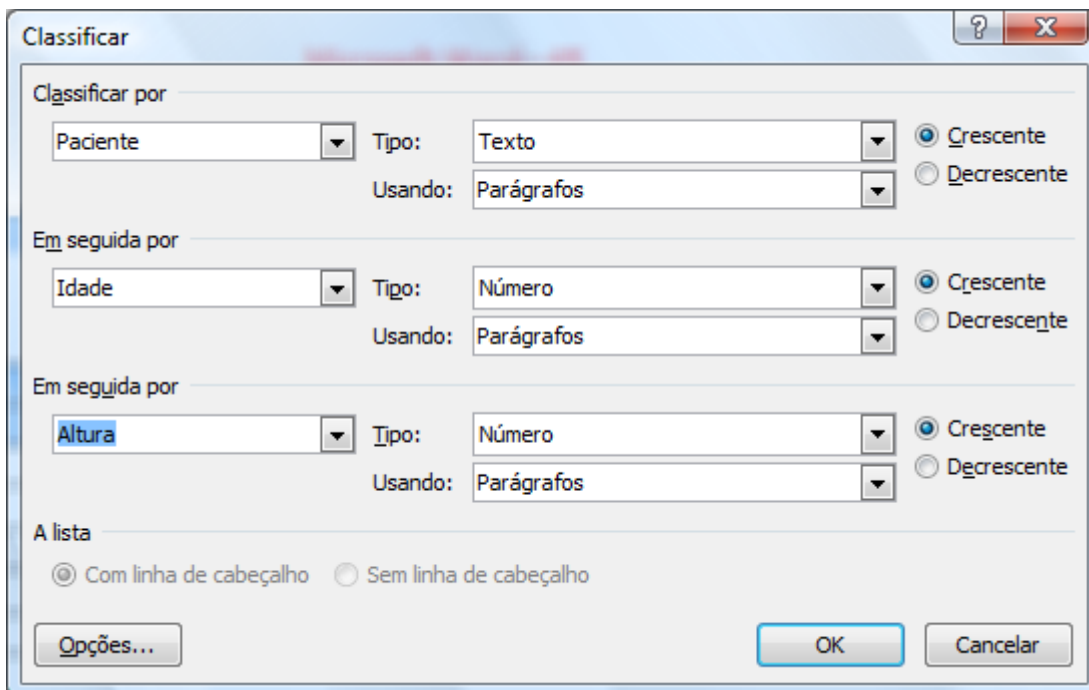 Classificar
Classificar por
Paciente Tipo: Texto Crescente
Usando: Parágrafos Decrescente
Em seguida por
Idade Tipo: Número Crescente
Usando: Parágrafos Decrescente
Em seguida por
Altura Tipo: Número Crescente
Usando: Parágrafos Decrescente
A lista
Com linha de cabeçalho Sem linha de cabeçalho
Opções... OK Cancelar